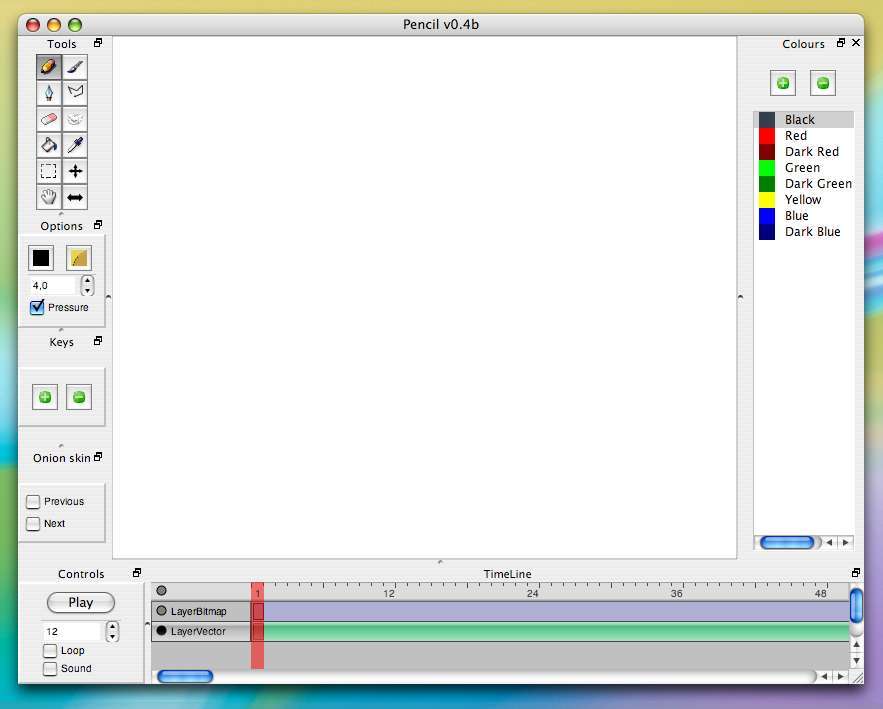 Pencil v0.4b
Tools
Options
4,0
Pressure
Keys
Onion skin
Previous
Next
Colours
Black
Red
Dark Red
Green
Dark Green
Yellow
Blue
Dark Blue
Controls
Play
12
Loop
Sound
TimeLine
1 12 24 36 48
LayerBitmap
LayerVector